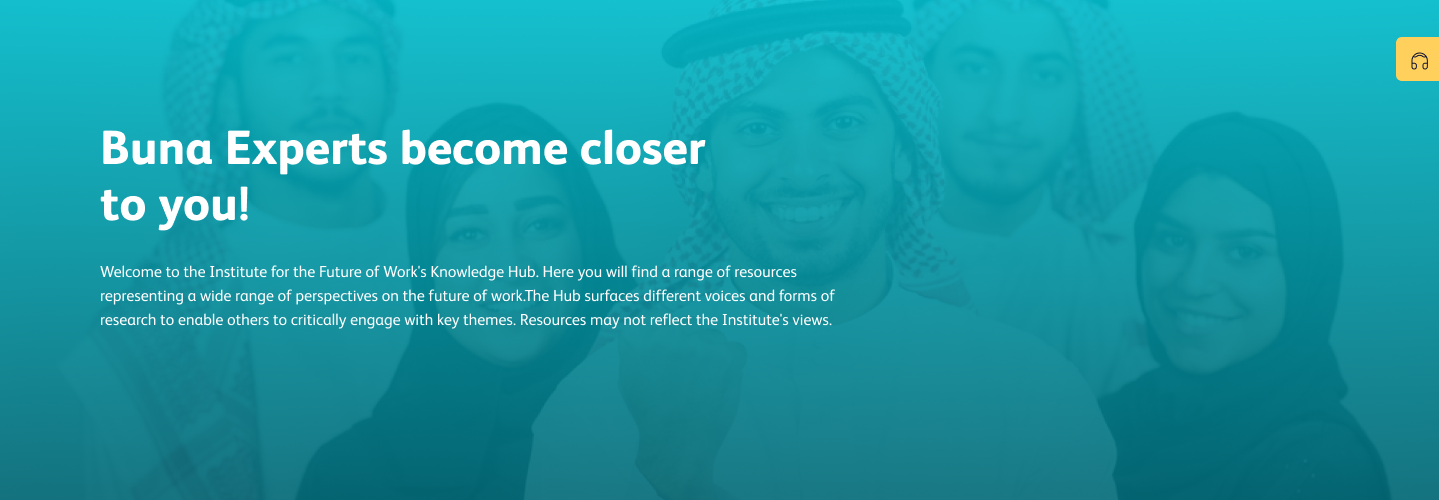 Buna Experts become closer
to you!
Welcome to the Institute for the Future of Work's Knowledge Hub. Here you will find a range of resources
representing a wide range of perspectives on the future of work.The Hub surfaces different voices and forms of
research to enable others to critically engage with key themes. Resources may not reflect the Institute's views.